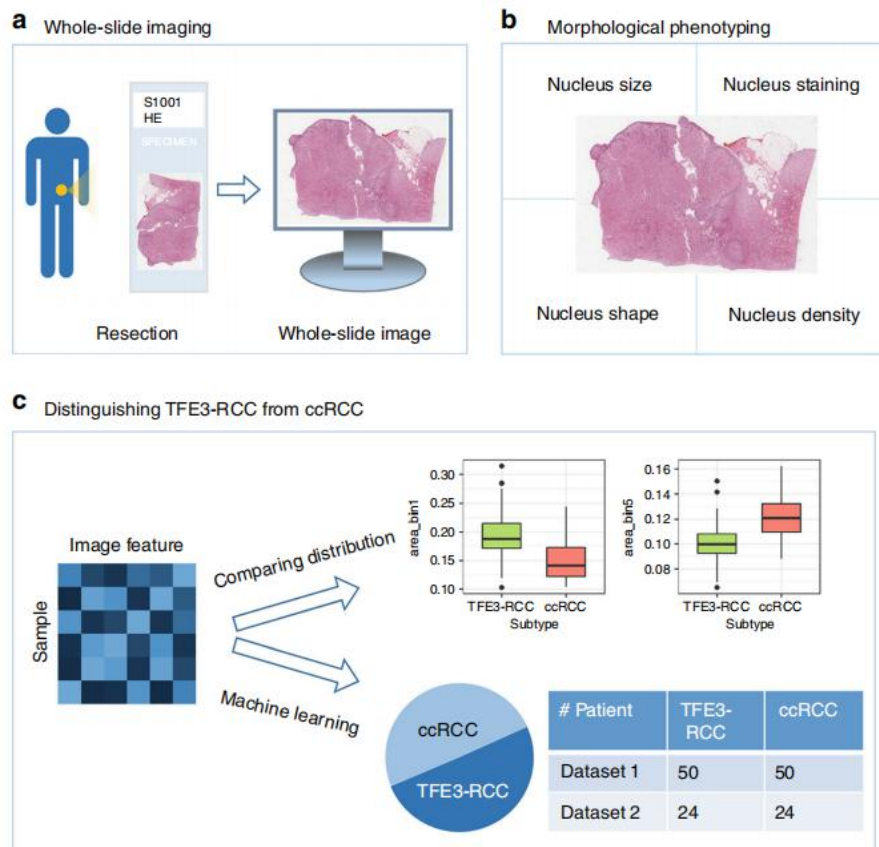 a Whole-slide imaging
S1001
HE
SPECIMEN
Resection
Whole-slide image
b Morphological phenotyping
Nucleus size
Nucleus staining
Nucleus shape
Nucleus density
c Distinguishing TFE3-RCC from ccRCC
Image feature
Sample
Comparing distribution
Machine learning
area_bin1
0.30
0.25
0.20
0.15
0.10
TFE3-RCC ccRCC
Subtype
area_bin5
0.16
0.14
0.12
0.10
0.08
TFE3-RCC ccRCC
Subtype
ccRCC
TFE3-RCC
# Patient TFE3-RCC ccRCC
Dataset 1 50 50
Dataset 2 24 24